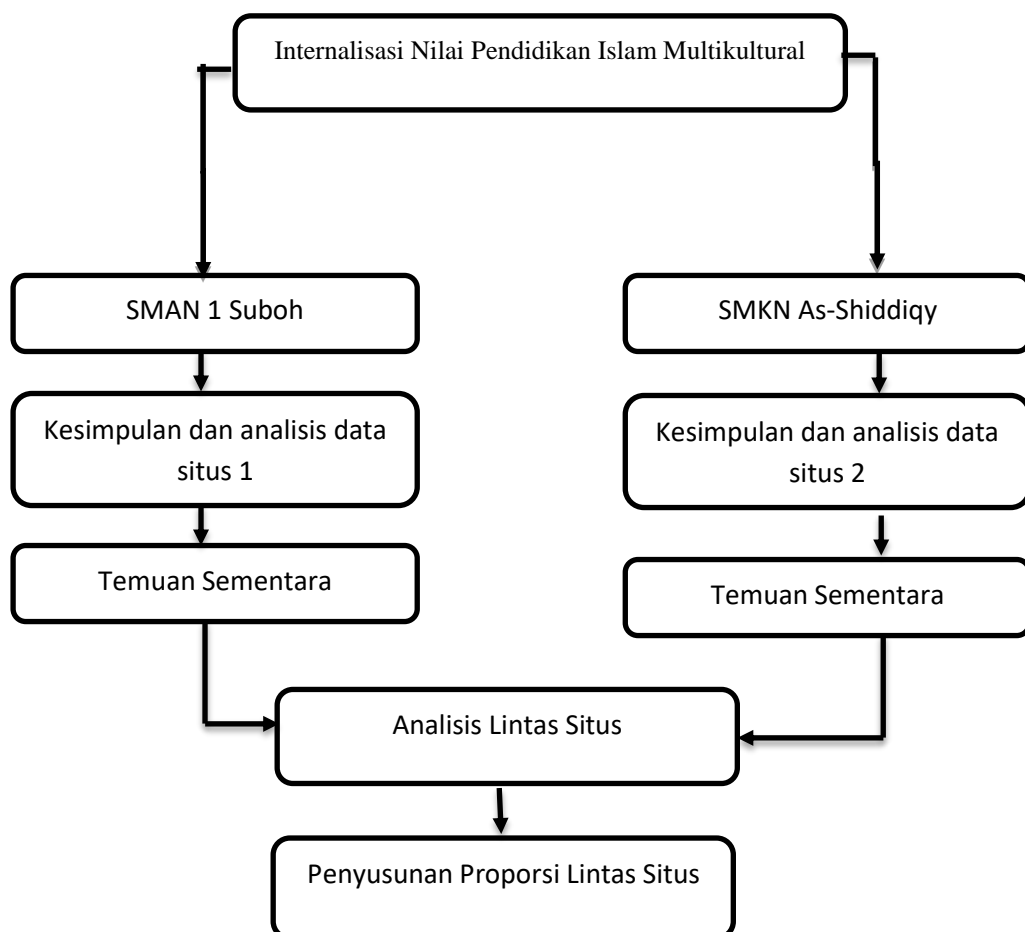 Internalisasi Nilai Pendidikan Islam Multikultural
SMAN 1 Suboh
SMKN As-Shiddiqy
Kesimpulan dan analisis data
situs 1
Kesimpulan dan analisis data
situs 2
Temuan Sementara
Temuan Sementara
Analisis Lintas Situs
Penyusunan Proporsi Lintas Situs